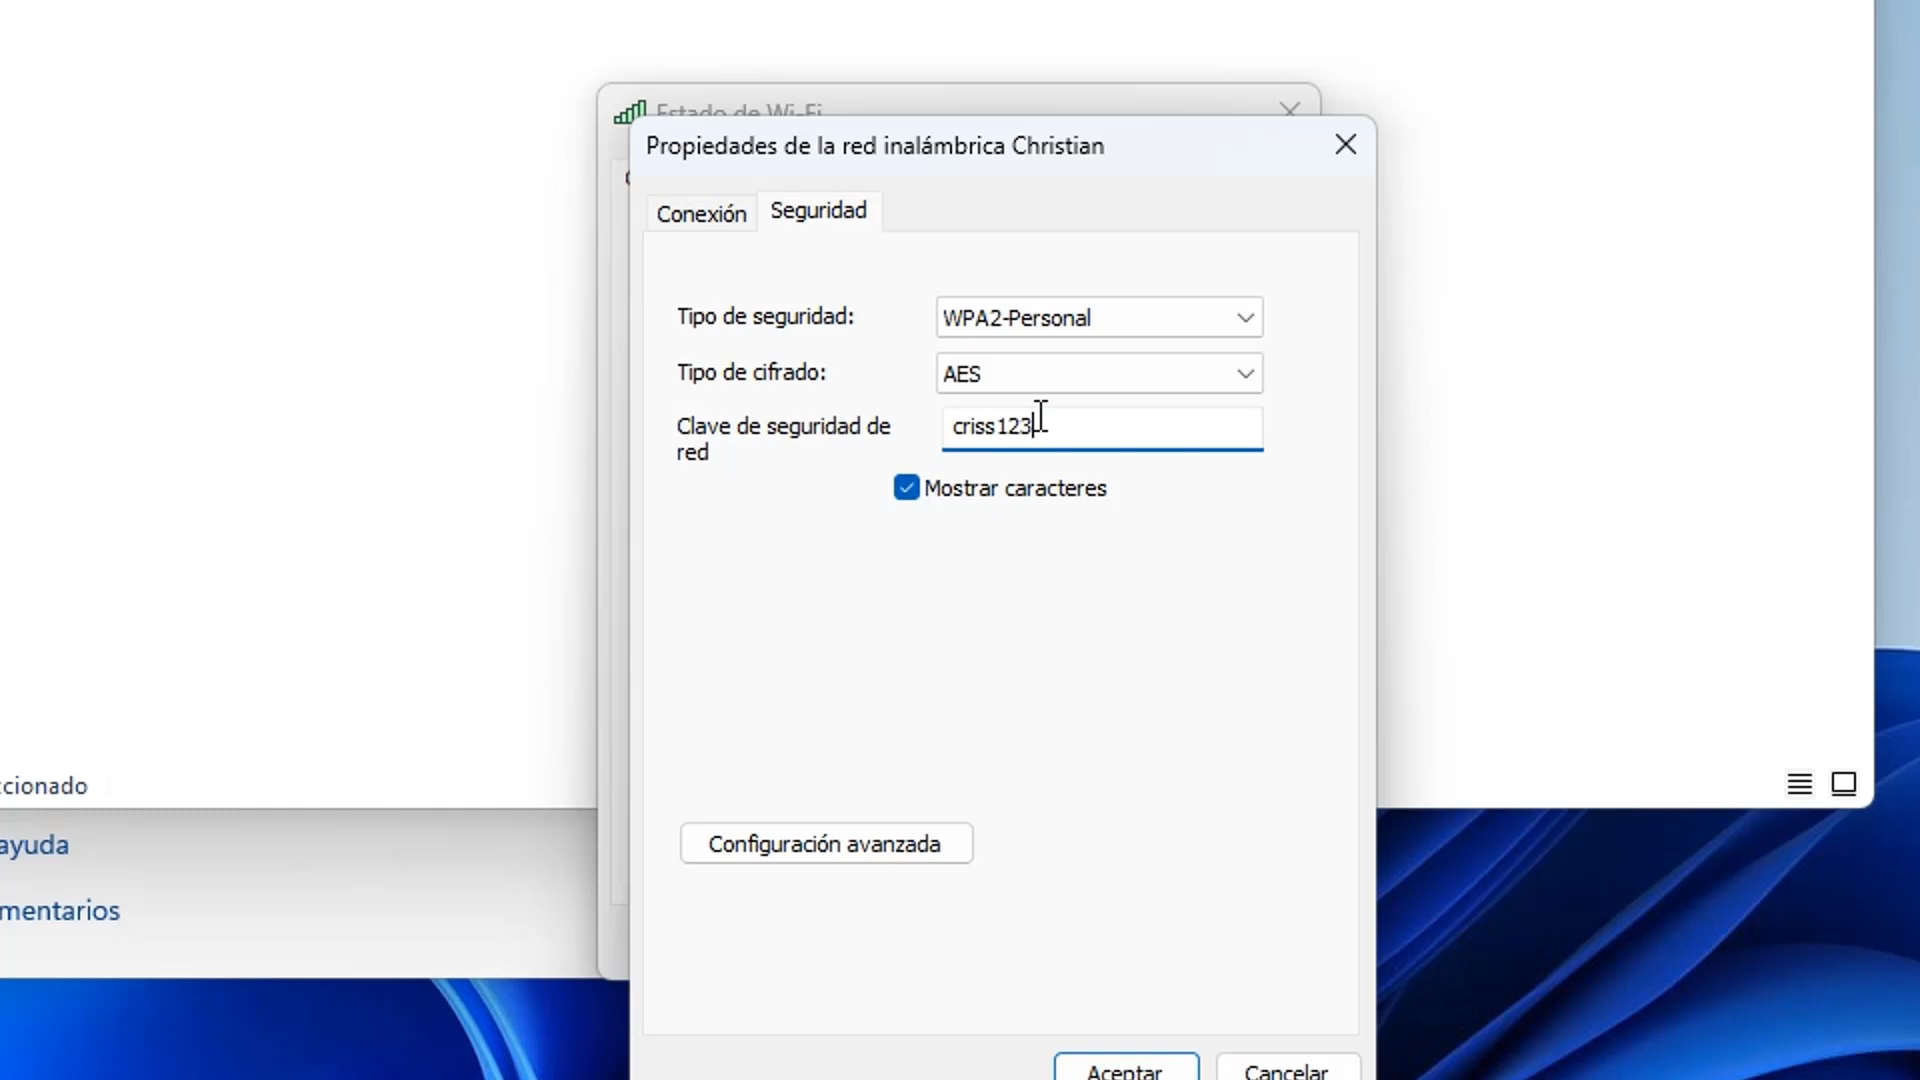 Estado de Wi-Fi
Propiedades de la red inalámbrica Christian
Conexión
Seguridad
Tipo de seguridad:
WPA2-Personal
Tipo de cifrado:
AES
Clave de seguridad de
red
criss123
Mostrar caracteres
ccionado
ayuda
Configuración avanzada
mentarios
Aceptar
Cancelar